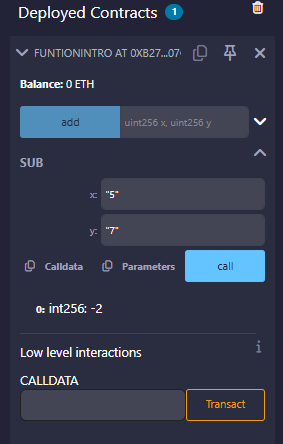 Deployed Contracts 1
FUNTIONINTRO AT 0XB27...07
Balance: 0 ETH
add uint256 x, uint256 y
SUB
x: "5"
y: "7"
Calldata Parameters call
0: int256: -2
Low level interactions
CALLDATA
Transact